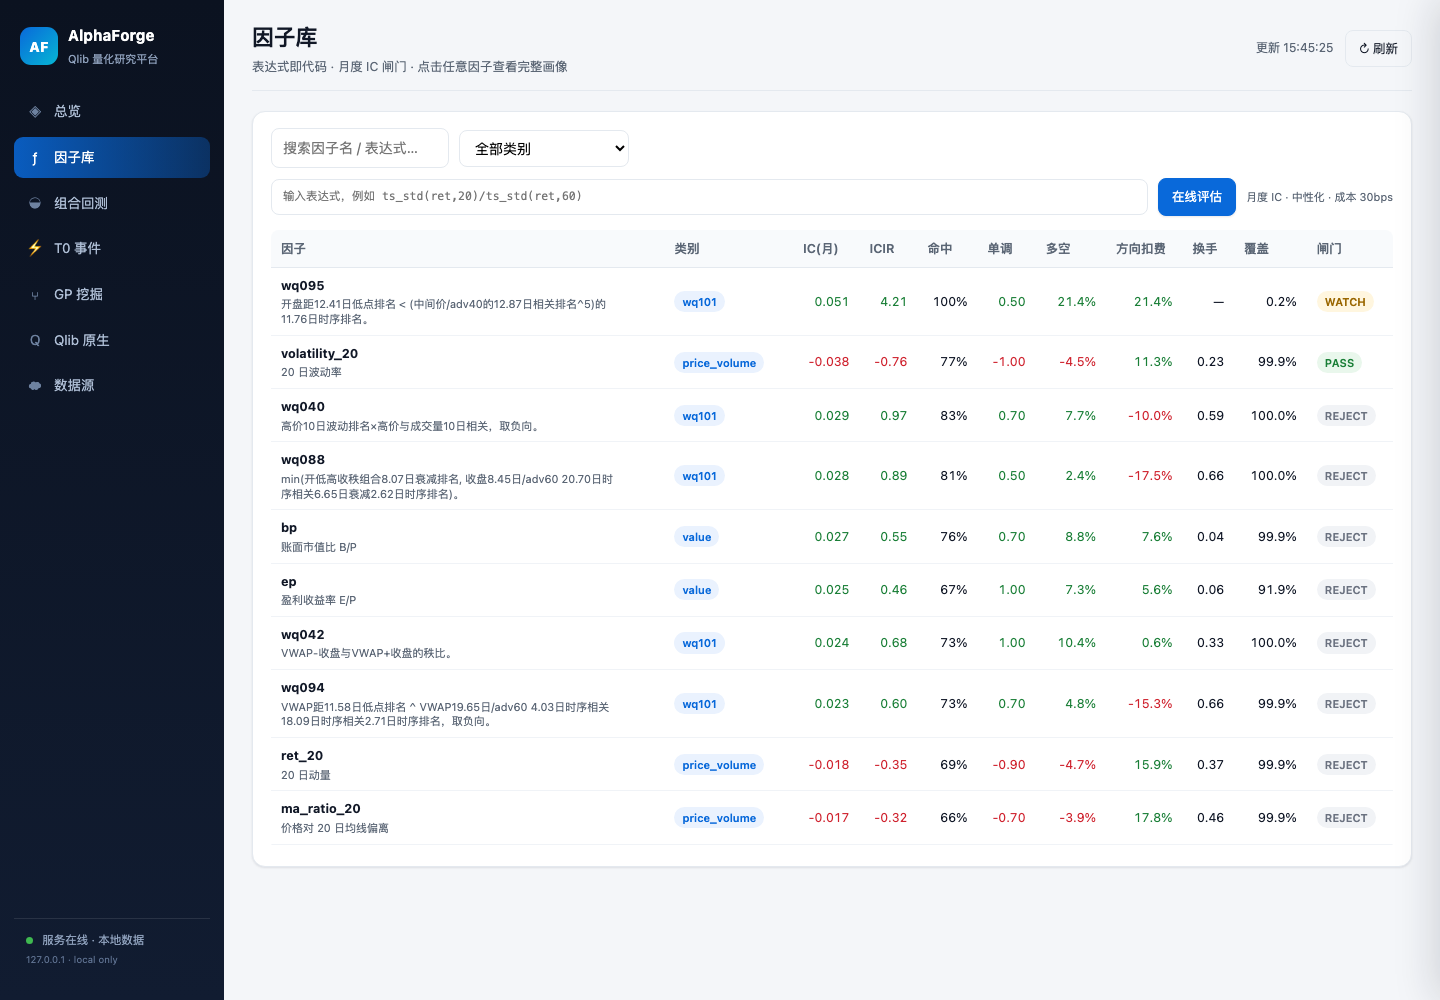 AF
AlphaForge
Qlib 量化研究平台
◈ 总览
ƒ 因子库
组合回测
⚡ T0 事件
GP 挖掘
Q Qlib 原生
数据源
服务在线 · 本地数据
127.0.0.1 · local only
因子库
表达式即代码 · 月度 IC 闸门 · 点击任意因子查看完整画像
更新 15:45:25
↻ 刷新
搜索因子名 / 表达式...
全部类别
输入表达式，例如 ts_std(ret,20)/ts_std(ret,60)
在线评估
月度 IC · 中性化 · 成本 30bps
因子 类别 IC(月) ICIR 命中 单调 多空 方向扣费 换手 覆盖 闸门
wq095
开盘距12.41日低点排名 < (中间价/adv40的12.87日相关排名^5)的
11.76日时序排名。
wq101 0.051 4.21 100% 0.50 21.4% 21.4% — 0.2% WATCH
volatility_20
20 日波动率
price_volume -0.038 -0.76 77% -1.00 -4.5% 11.3% 0.23 99.9% PASS
wq040
高价10日波动排名×高价与成交量10日相关，取负向。
wq101 0.029 0.97 83% 0.70 7.7% -10.0% 0.59 100.0% REJECT
wq088
min(开低高收秩组合8.07日衰减排名, 收盘8.45日/adv60 20.70日时
序相关6.65日衰减2.62日时序排名)。
wq101 0.028 0.89 81% 0.50 2.4% -17.5% 0.66 100.0% REJECT
bp
账面市值比 B/P
value 0.027 0.55 76% 0.70 8.8% 7.6% 0.04 99.9% REJECT
ep
盈利收益率 E/P
value 0.025 0.46 67% 1.00 7.3% 5.6% 0.06 91.9% REJECT
wq042
VWAP-收盘与VWAP+收盘的秩比。
wq101 0.024 0.68 73% 1.00 10.4% 0.6% 0.33 100.0% REJECT
wq094
VWAP距11.58日低点排名 ^ VWAP19.65日/adv60 4.03日时序相关
18.09日时序相关2.71日时序排名，取负向。
wq101 0.023 0.60 73% 0.70 4.8% -15.3% 0.66 99.9% REJECT
ret_20
20 日动量
price_volume -0.018 -0.35 69% -0.90 -4.7% 15.9% 0.37 99.9% REJECT
ma_ratio_20
价格对 20 日均线偏离
price_volume -0.017 -0.32 66% -0.70 -3.9% 17.8% 0.46 99.9% REJECT